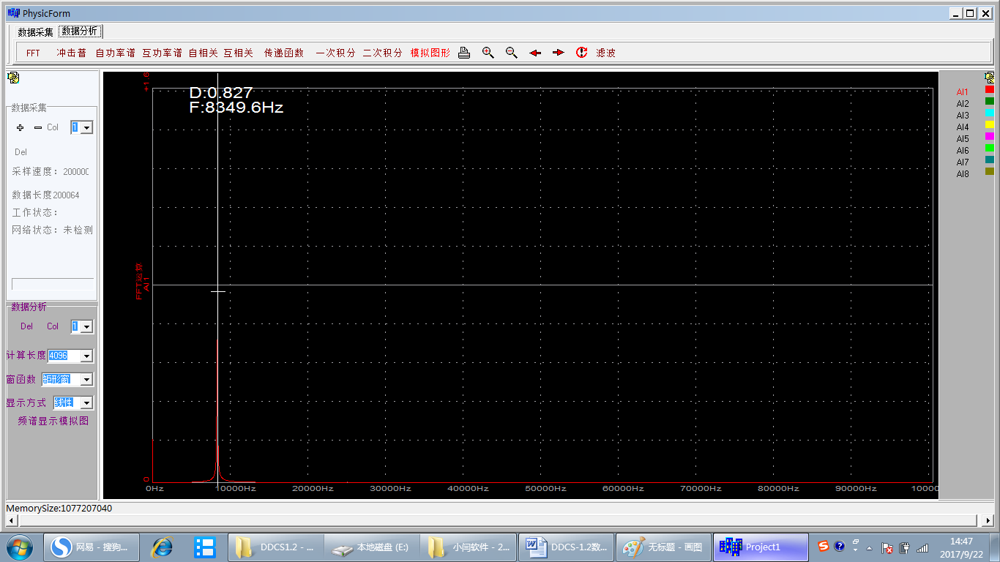 PhysicForm
数据采集 数据分析
FFT 冲击普 自功率谱 互功率谱 自相关 互相关 传递函数 一次积分 二次积分 模拟图形 滤波
数据采集
Col 1
Del
采样速度: 20000
数据长度200064
工作状态:
网络状态: 未检测
数据分析
Del Col 1
计算长度 4096
窗函数 矩形窗
显示方式 线性
频谱显示模拟图
+1.6
D:0.827
F:8349.6Hz
FFT运算
AI1
0
0Hz 10000Hz 20000Hz 30000Hz 40000Hz 50000Hz 60000Hz 70000Hz 80000Hz 90000Hz 10000
AI1
AI2
AI3
AI4
AI5
AI6
AI7
AI8
MemorySize:1077207040
网易 - 搜狗... DDCS1.2 - ... 本地磁盘 (E:) 小闫软件 - 2... DDCS-1.2数... 无标题 - 画图 Project1
14:47
2017/9/22